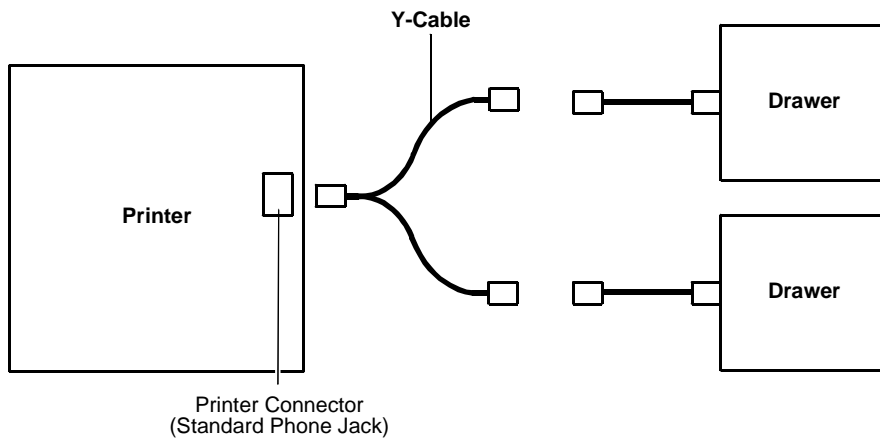 Y-Cable
Drawer
Printer
Drawer
Printer Connector
(Standard Phone Jack)